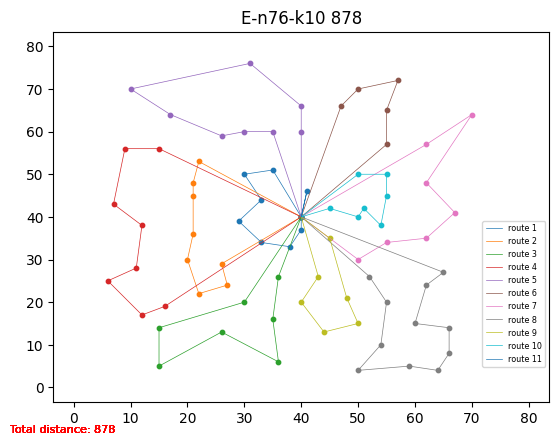 E-n76-k10 878
80
70
60
50
40
30
20
10
0
route 1
route 2
route 3
route 4
route 5
route 6
route 7
route 8
route 9
route 10
route 11
0 10 20 30 40 50 60 70 80
Total distance: 878